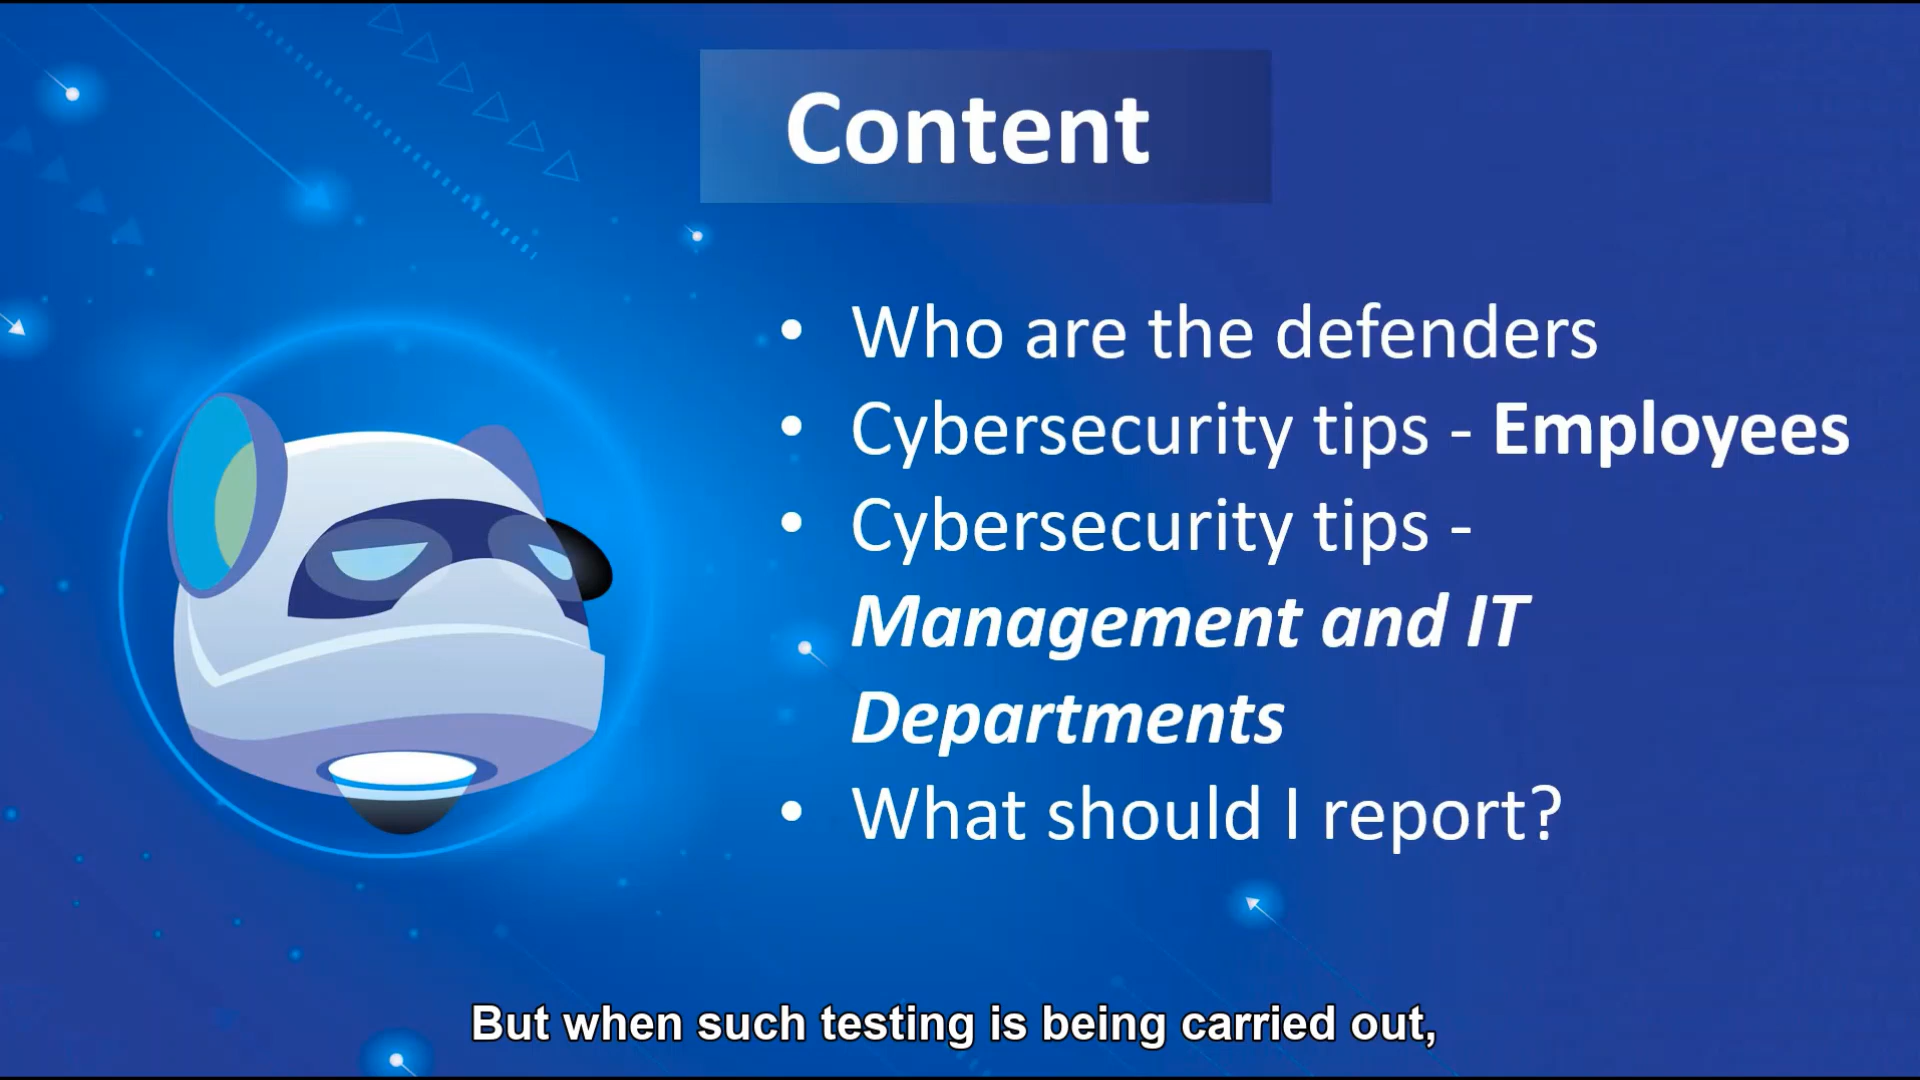 Content
• Who are the defenders
• Cybersecurity tips - Employees
• Cybersecurity tips -
Management and IT
Departments
• What should I report?
But when such testing is being carried out,